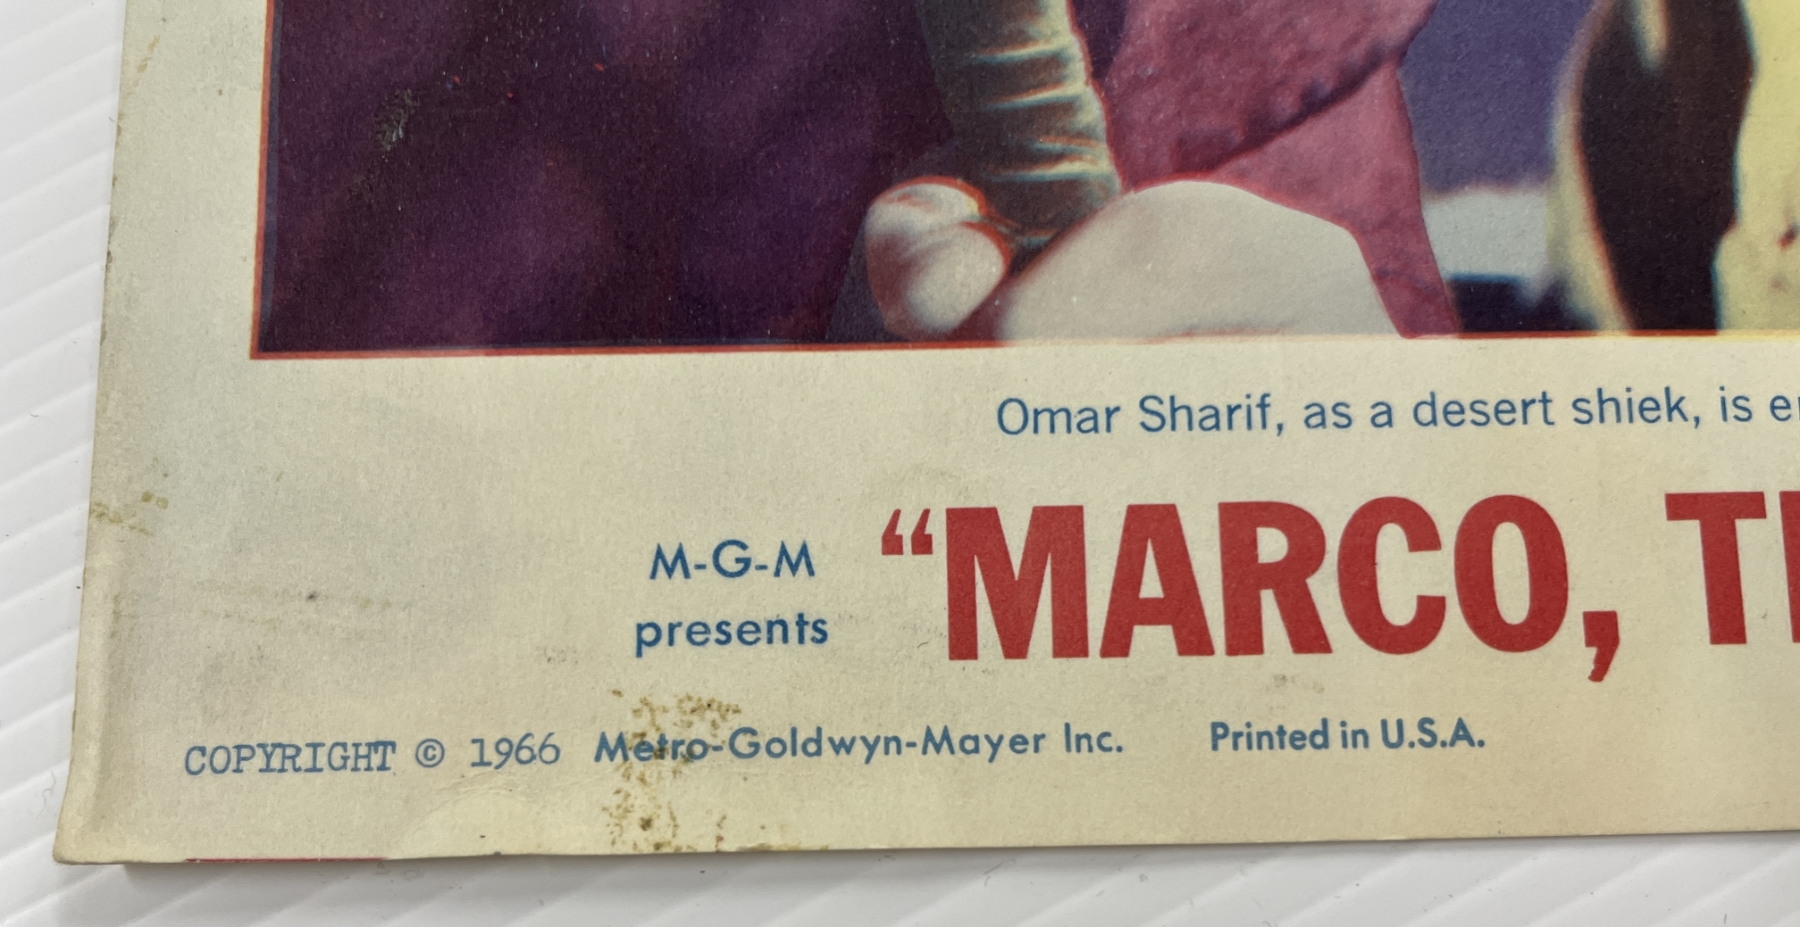 Omar Sharif, as a desert shiek, is
M-G-M
presents
“MARCO,
COPYRIGHT © 1966 Metro-Goldwyn-Mayer Inc. Printed in U.S.A.